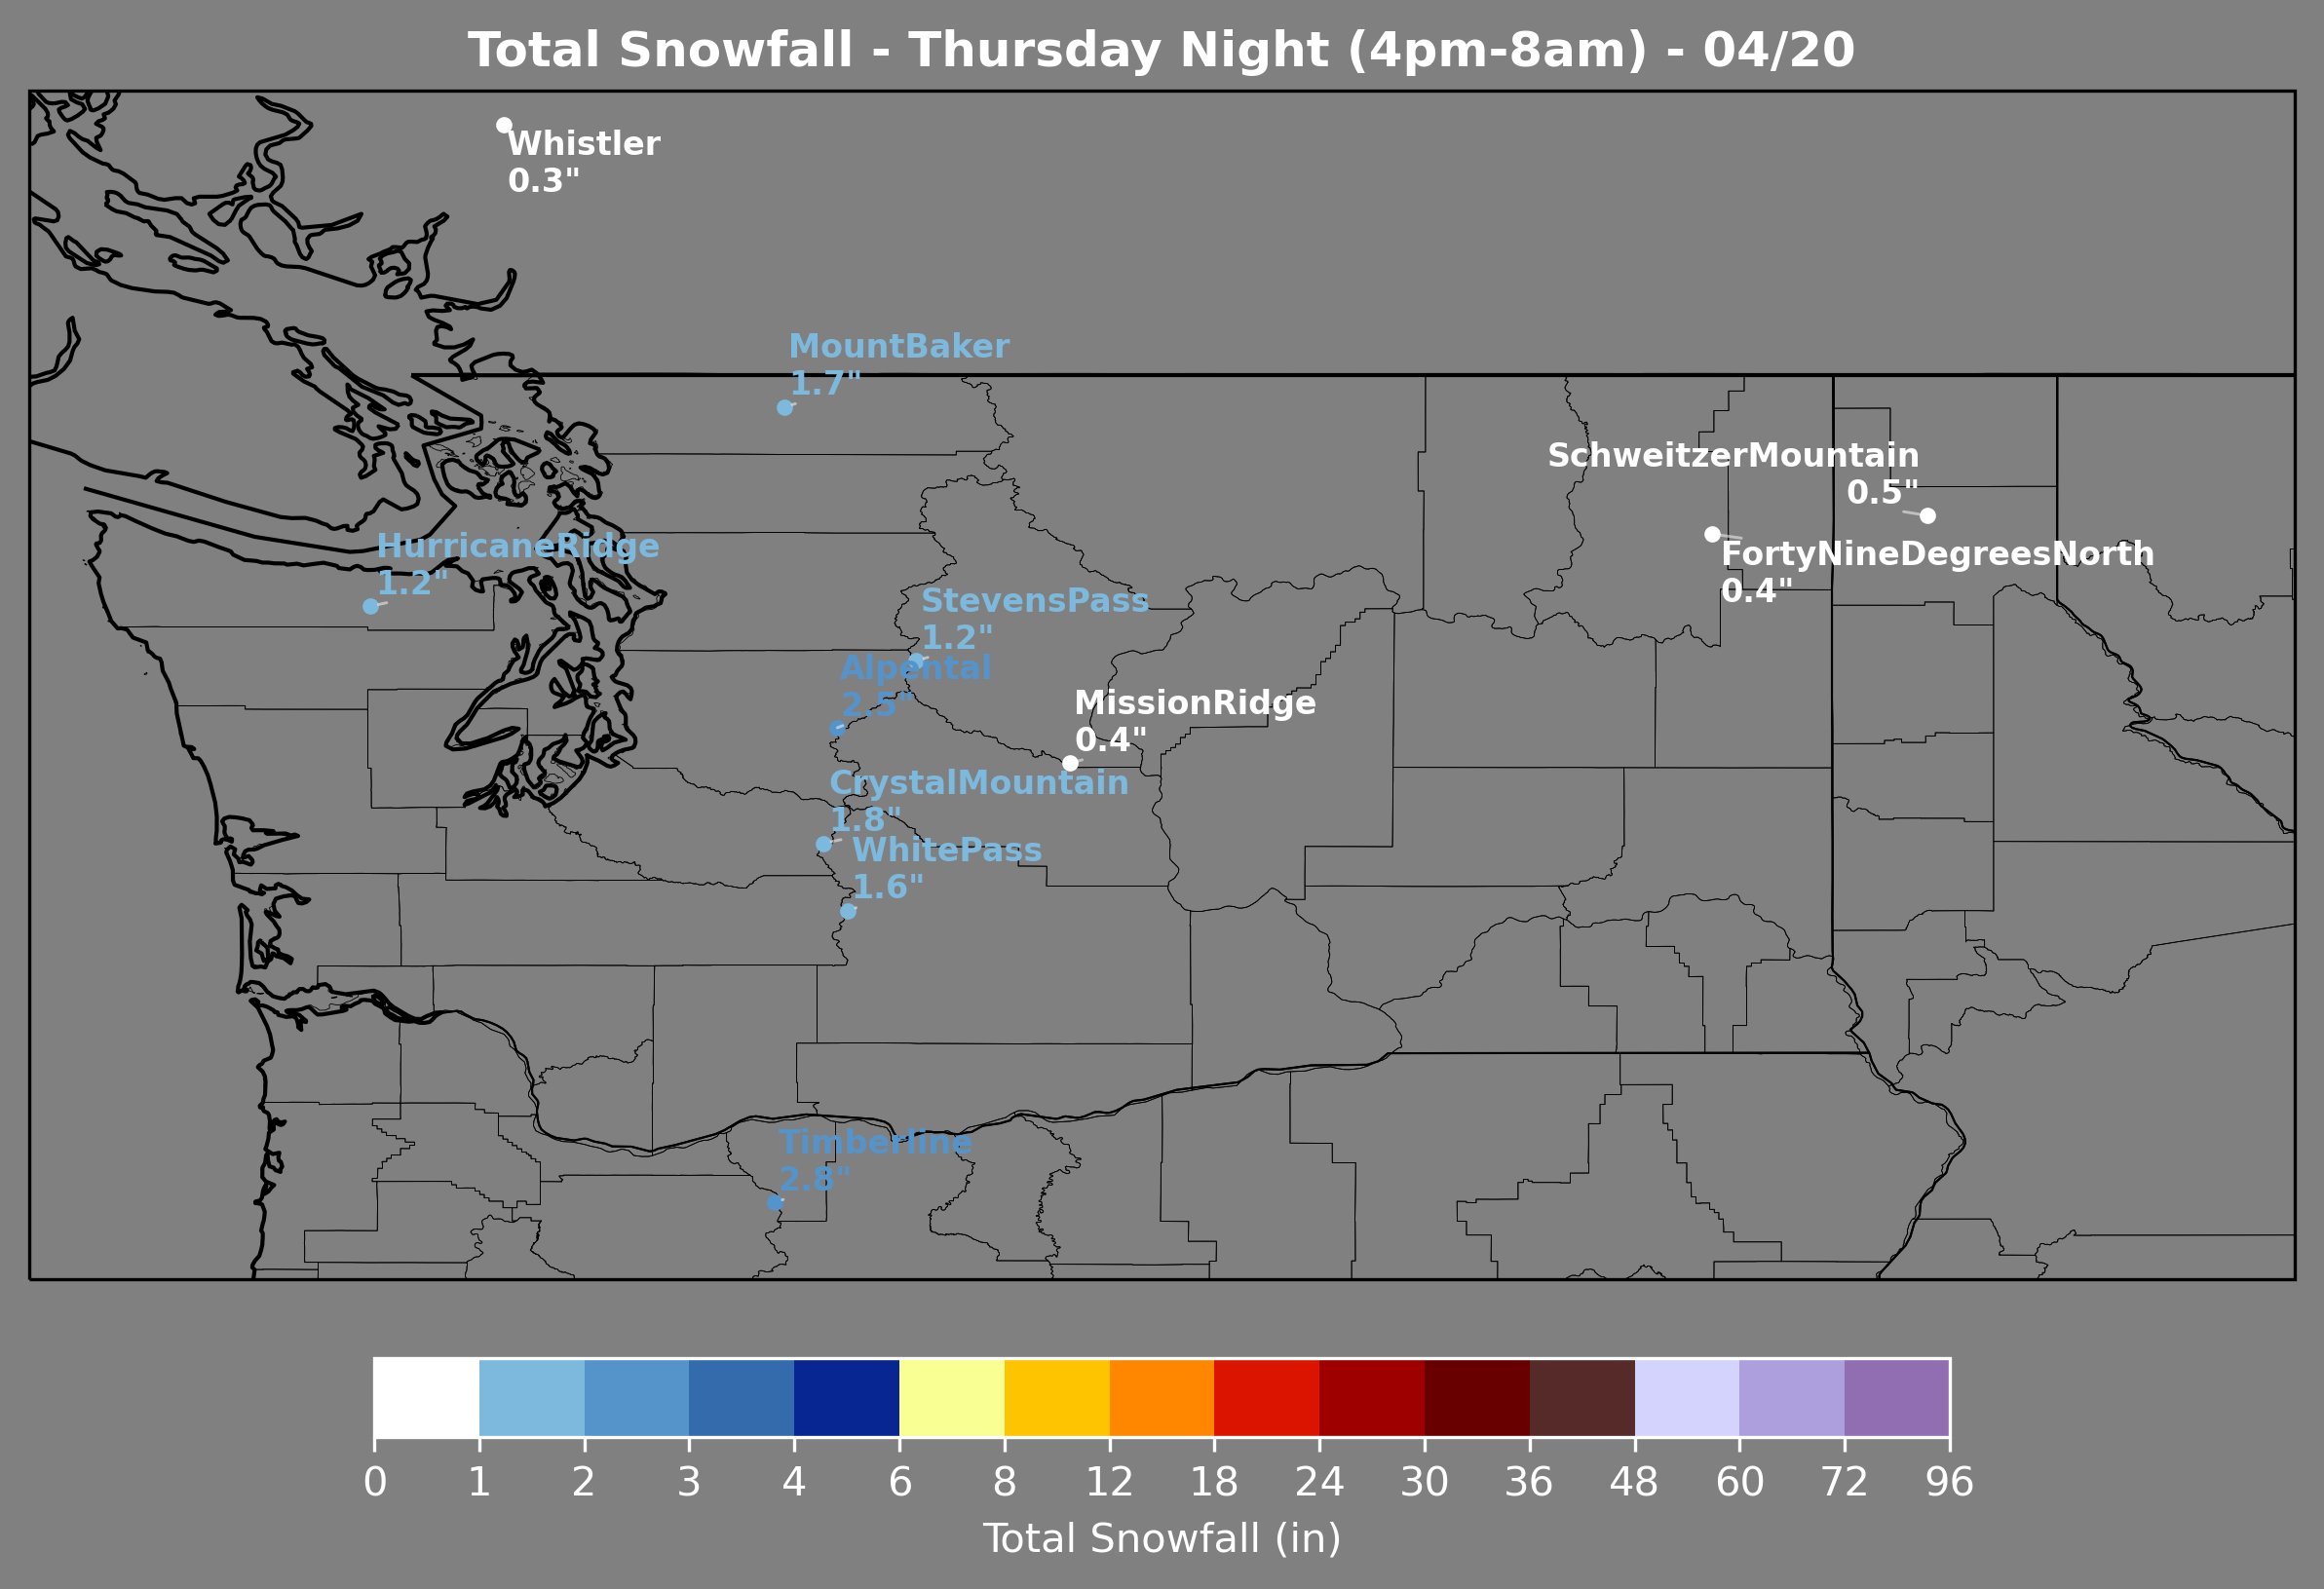 Total Snowfall - Thursday Night (4pm-8am) - 04/20
Whistler
0.3"
MountBaker
1.7"
SchweitzerMountain
0.5"
HurricaneRidge
1.2"
FortyNineDegreesNorth
0.4"
StevensPass
1.2"
Alpental
2.5"
MissionRidge
0.4"
CrystalMountain
1.8"
WhitePass
1.6"
Timberline
2.8"
0 1 2 3 4 6 8 12 18 24 30 36 48 60 72 96
Total Snowfall (in)